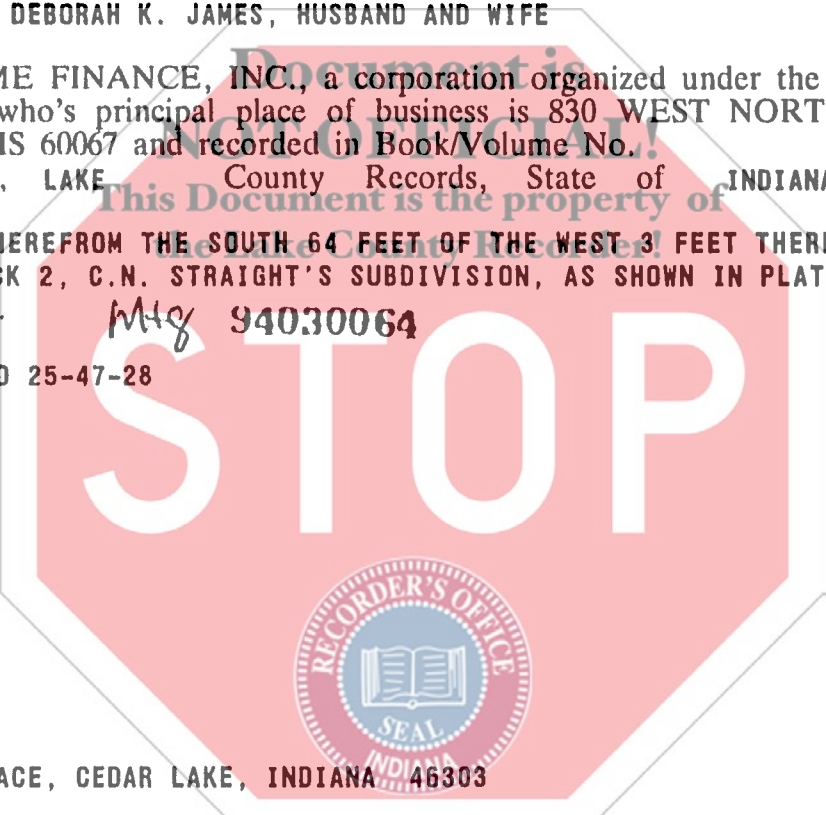 DEBORAH K. JAMES, HUSBAND AND WIFE
Document is
ME FINANCE, INC., a corporation organized under the
who's principal place of business is 830 WEST NORT
NOT OFFICIAL!
IS 60067 and recorded in Book/Volume No.
, LAKE County Records, State of INDIANA
This Document is the property of
the Lake County Recorder!
HEREFROM THE SOUTH 64 FEET OF THE WEST 3 FEET THERE
CK 2, C.N. STRAIGHT'S SUBDIVISION, AS SHOWN IN PLAT
Mtg 94030064
25-47-28
STOP
RECORDER'S OFFICE
SEAL
INDIANA
ACE, CEDAR LAKE, INDIANA 46303